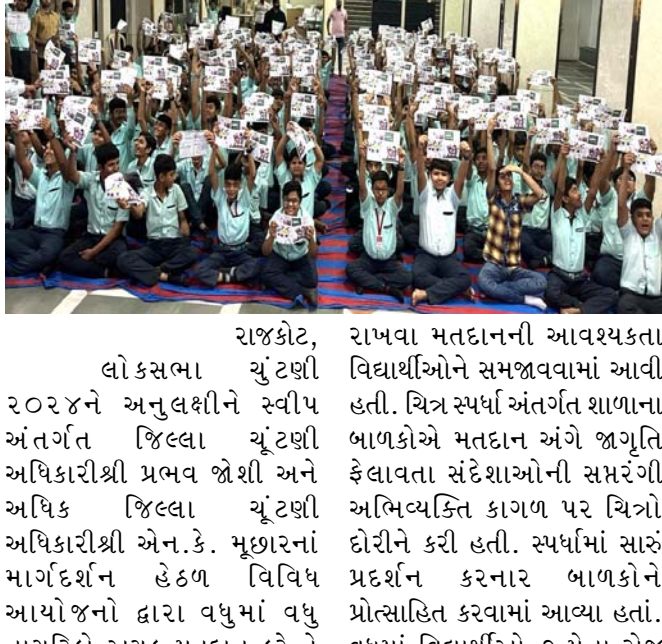 રાજકોટ,
લોકસભા ચુંટણી
૨૦૨૪ને અનુલક્ષીને સ્વીપ
અંતર્ગત જિલ્લા ચૂંટણી
અધિકારીશ્રી પ્રભવ જોશી અને
અધિક જિલ્લા ચૂંટણી
અધિકારીશ્રી એન.કે. મૂછારનાં
માર્ગદર્શન હેઠળ વિવિધ
આયોજનો દ્વારા વધુમાં વધુ
રાખવા મતદાનની આવશ્યકતા
વિદ્યાર્થીઓને સમજાવવામાં આવી
હતી. ચિત્ર સ્પર્ધા અંતર્ગત શાળાના
બાળકોએ મતદાન અંગે જાગૃતિ
ફેલાવતા સંદેશાઓની સપ્તરંગી
અભિવ્યક્તિ કાગળ પર ચિત્રો
દોરીને કરી હતી. સ્પર્ધામાં સારું
પ્રદર્શન કરનાર બાળકોને
પ્રોત્સાહિત કરવામાં આવ્યા હતાં.